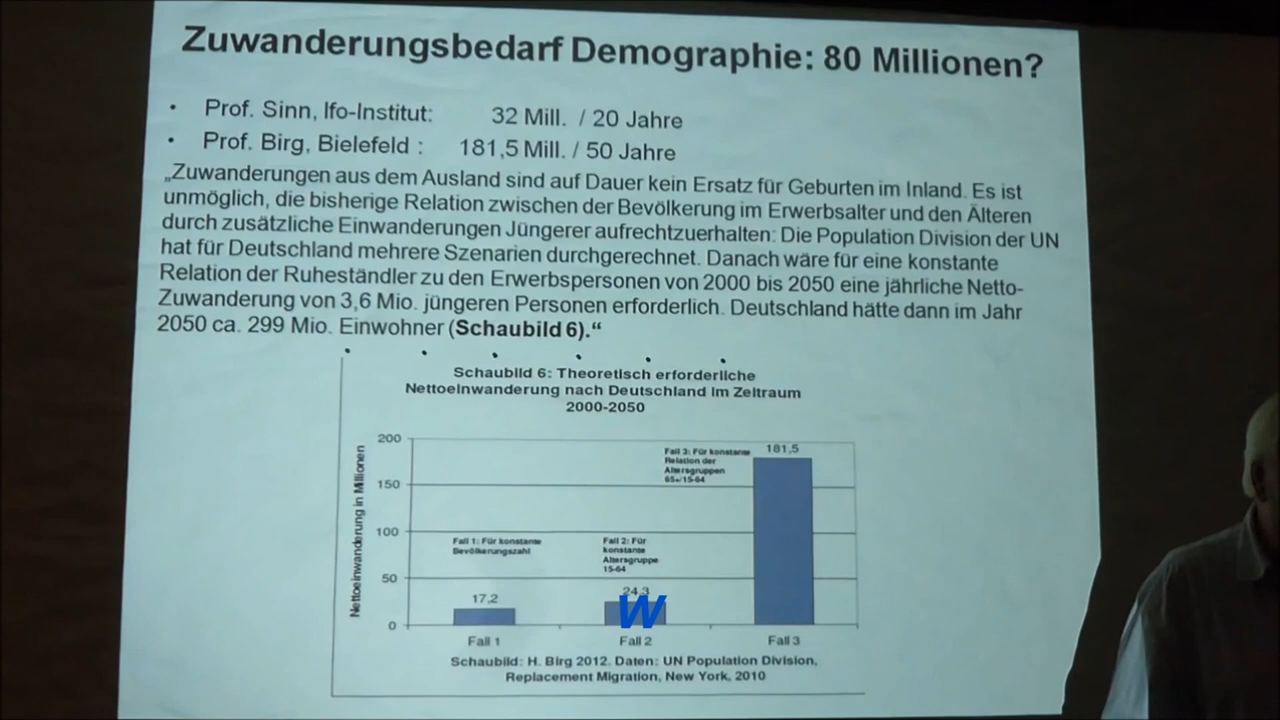 Zuwanderungsbedarf Demographie: 80 Millionen?
• Prof. Sinn, Ifo-Institut: 32 Mill. / 20 Jahre
• Prof. Birg, Bielefeld : 181,5 Mill. / 50 Jahre
„Zuwanderungen aus dem Ausland sind auf Dauer kein Ersatz für Geburten im Inland. Es ist
unmöglich, die bisherige Relation zwischen der Bevölkerung im Erwerbsalter und den Älteren
durch zusätzliche Einwanderungen Jüngerer aufrechtzuerhalten: Die Population Division der UN
hat für Deutschland mehrere Szenarien durchgerechnet. Danach wäre für eine konstante
Relation der Ruheständler zu den Erwerbspersonen von 2000 bis 2050 eine jährliche Netto-
Zuwanderung von 3,6 Mio. jüngeren Personen erforderlich. Deutschland hätte dann im Jahr
2050 ca. 299 Mio. Einwohner (Schaubild 6).“
Schaubild 6: Theoretisch erforderliche
Nettoeinwanderung nach Deutschland im Zeitraum
2000-2050
Nettoeinwanderung in Millionen
200
150
100
50
0
Fall 1: Für konstante
Bevölkerungszahl
17,2
Fall 2: Für
konstante
Altersgruppe
15-64
24,3
W
Fall 3: Für konstante
Relation der
Altersgruppen
65+/15-64
181,5
Fall 1 Fall 2 Fall 3
Schaubild: H. Birg 2012. Daten: UN Population Division,
Replacement Migration, New York, 2010